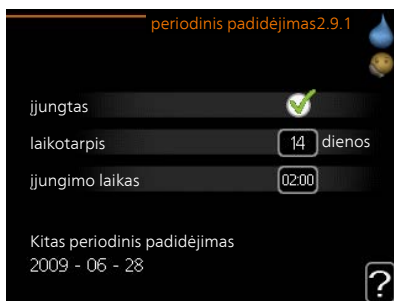 periodinis padidėjimas2.9.1
įjungtas
laikotarpis 14 dienos
įjungimo laikas 02:00
Kitas periodinis padidėjimas
2009 - 06 - 28
?